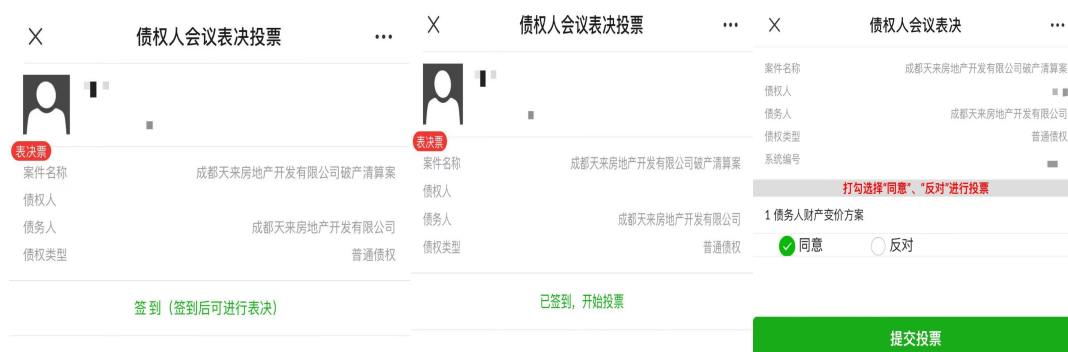 债权人会议表决投票
表决票
案件名称 成都天来房地产开发有限公司破产清算案
债权人
债务人 成都天来房地产开发有限公司
债权类型 普通债权
签到（签到后可进行表决）
债权人会议表决投票
表决票
案件名称 成都天来房地产开发有限公司破产清算案
债权人
债务人 成都天来房地产开发有限公司
债权类型 普通债权
已签到，开始投票
债权人会议表决
案件名称 成都天来房地产开发有限公司破产清算案
债权人
债务人 成都天来房地产开发有限公司
债权类型 普通债权
系统编号
打勾选择“同意”、“反对”进行投票
1 债务人财产变价方案
同意 反对
提交投票